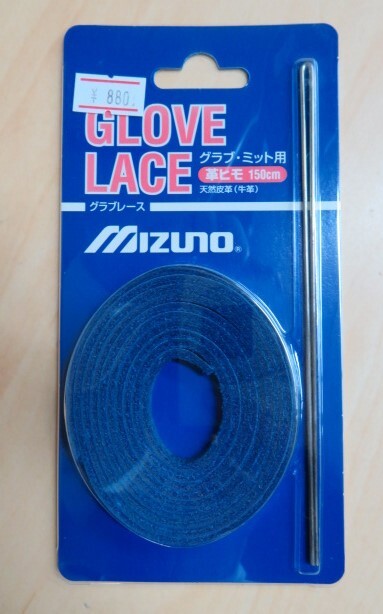 ¥ 880.
GLOVE
LACE
グラブ・ミット用
革ヒモ 150cm
天然皮革(牛革)
グラブレース
MIZUNO®